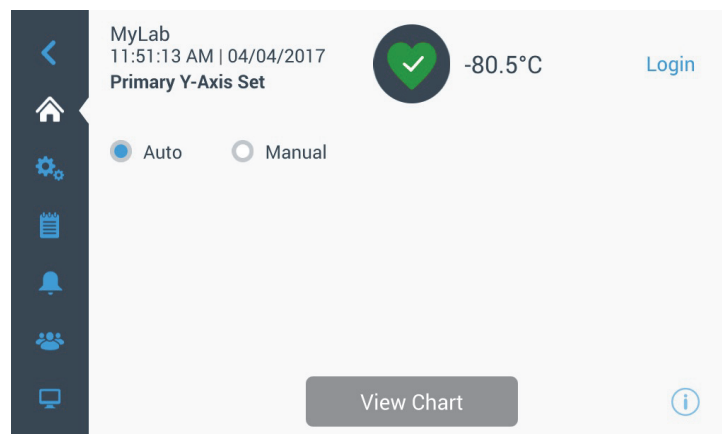 MyLab
11:51:13 AM | 04/04/2017
Primary Y-Axis Set
-80.5°C
Login
Auto
Manual
View Chart
i